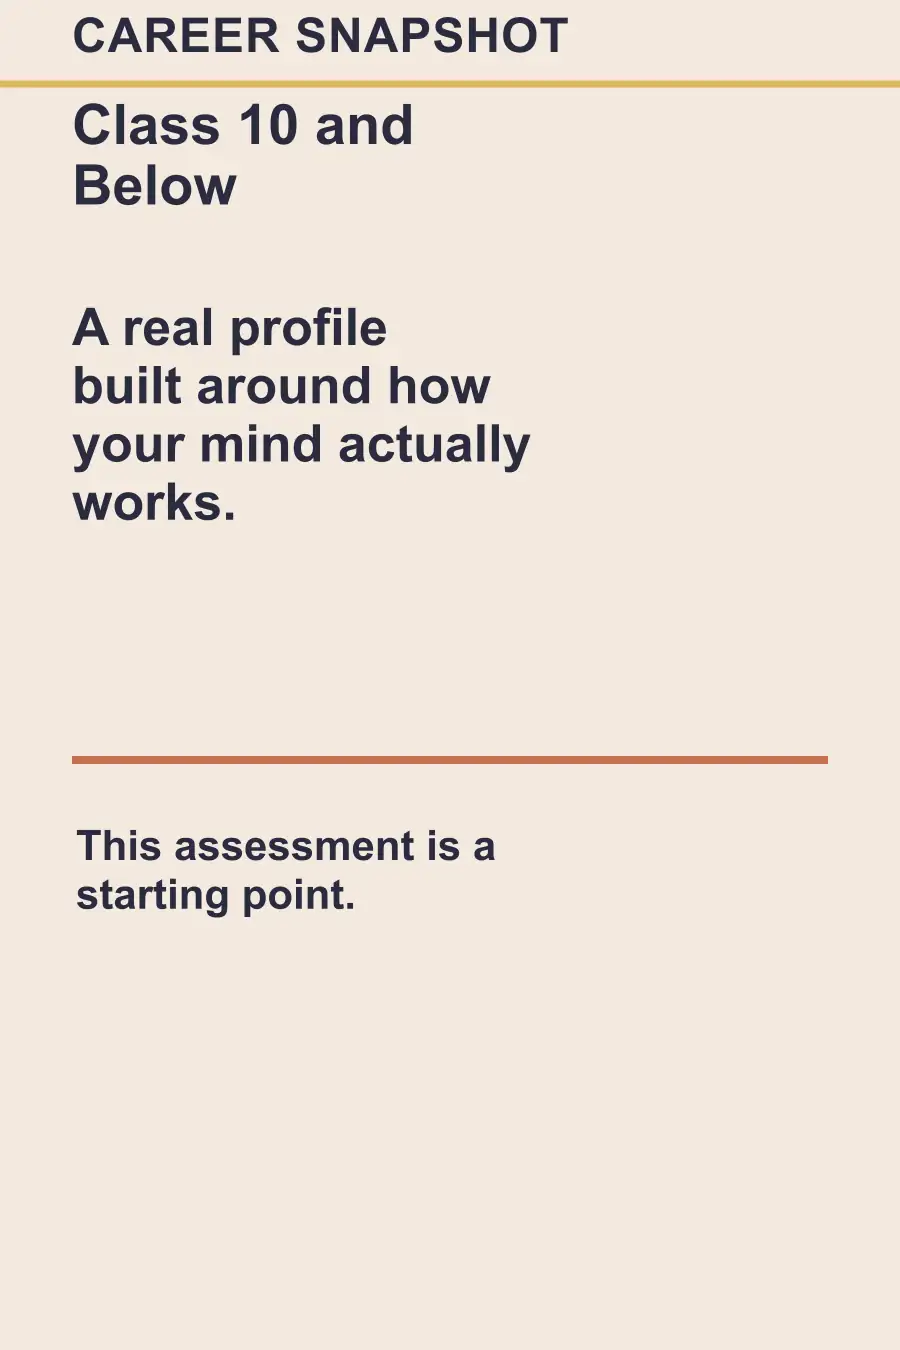 CAREER SNAPSHOT
Class 10 and
Below
A real profile
built around how
your mind actually
works.
This assessment is a
starting point.